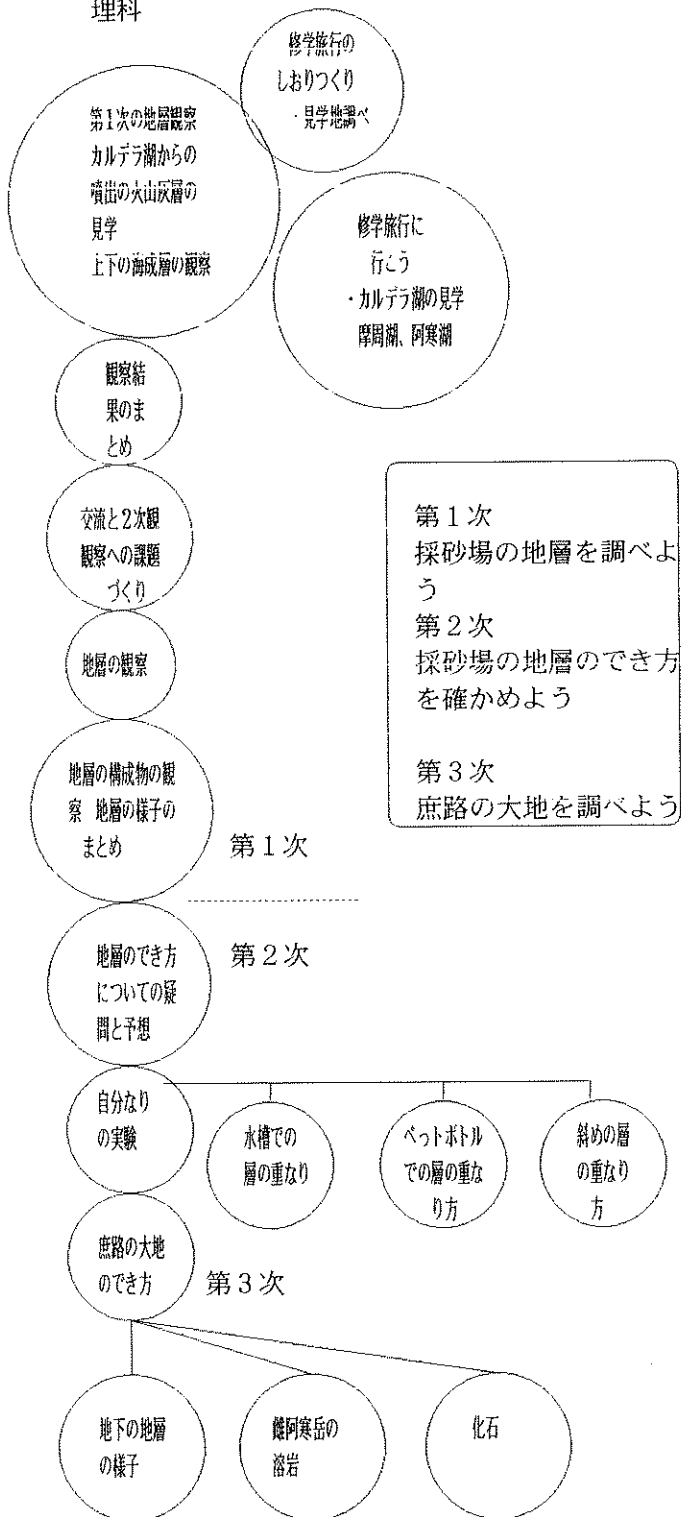 理科
修学旅行の
しおりつくり
・見学地調べ
第1次の地層観察
カルデラ湖からの
噴出の火山灰層の
見学
上下の海成層の観察
修学旅行に
行こう
・カルデラ湖の見学
摩周湖、阿寒湖
観察結
果のま
とめ
交流と2次観
観察への課題
づくり
地層の観察
第1次
採砂場の地層を調べよ
う
第2次
採砂場の地層のでき方
を確かめよう
第3次
庶路の大地を調べよう
地層の構成物の観
察 地層の様子の
まとめ
第1次
第2次
地層のでき方
についての疑
問と予想
自分なり
の実験
水槽での
層の重なり
ペットボトル
での層の重な
り方
斜めの層
の重なり
方
庶路の大地
のでき方
第3次
地下の地層
の様子
雌阿寒岳の
溶岩
化石